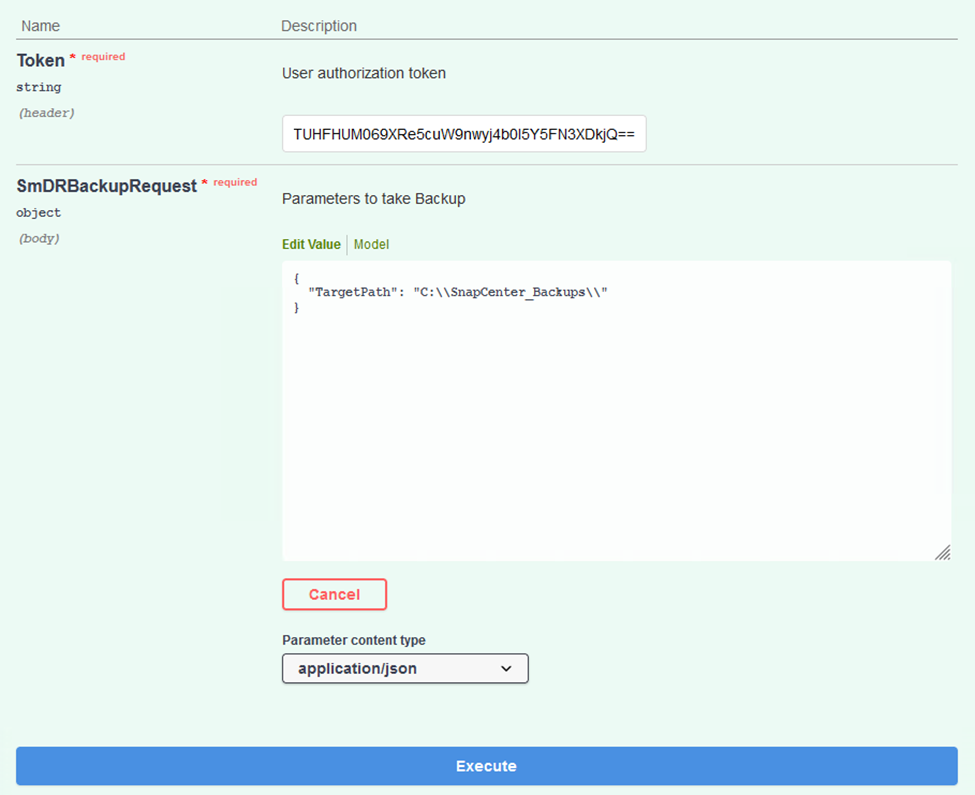 Name Description
Token * required
string
(header)
User authorization token
TUHFHUM069XRe5cuW9nwyj4b0I5Y5FN3XDkjQ==
SmDRBackupRequest * required
object
(body)
Parameters to take Backup
Edit Value Model
{
"TargetPath": "C:\\SnapCenter_Backups\\"
}
Cancel
Parameter content type
application/json
Execute